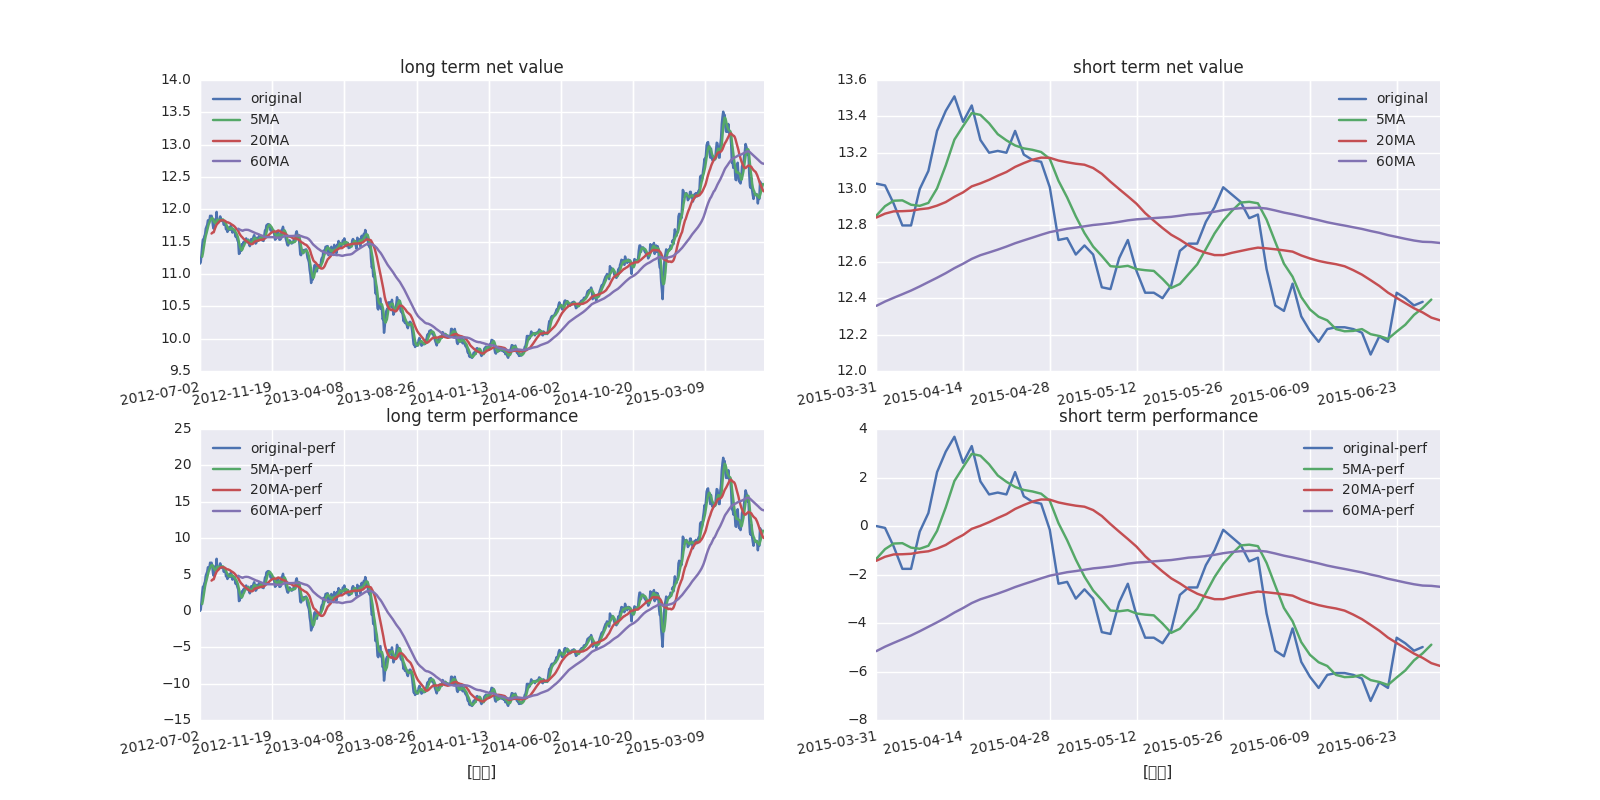 long term net value
14.0
13.5
13.0
12.5
12.0
11.5
11.0
10.5
10.0
9.5
original
5MA
20MA
60MA
2012-07-02 2012-11-19 2013-04-08 2013-08-26 2014-01-13 2014-06-02 2014-10-20 2015-03-09
short term net value
13.6
13.4
13.2
13.0
12.8
12.6
12.4
12.2
12.0
original
5MA
20MA
60MA
2015-03-31 2015-04-14 2015-04-28 2015-05-12 2015-05-26 2015-06-09 2015-06-23
long term performance
25
20
15
10
5
0
−5
−10
−15
original-perf
5MA-perf
20MA-perf
60MA-perf
2012-07-02 2012-11-19 2013-04-08 2013-08-26 2014-01-13 2014-06-02 2014-10-20 2015-03-09
short term performance
4
2
0
−2
−4
−6
−8
original-perf
5MA-perf
20MA-perf
60MA-perf
2015-03-31 2015-04-14 2015-04-28 2015-05-12 2015-05-26 2015-06-09 2015-06-23